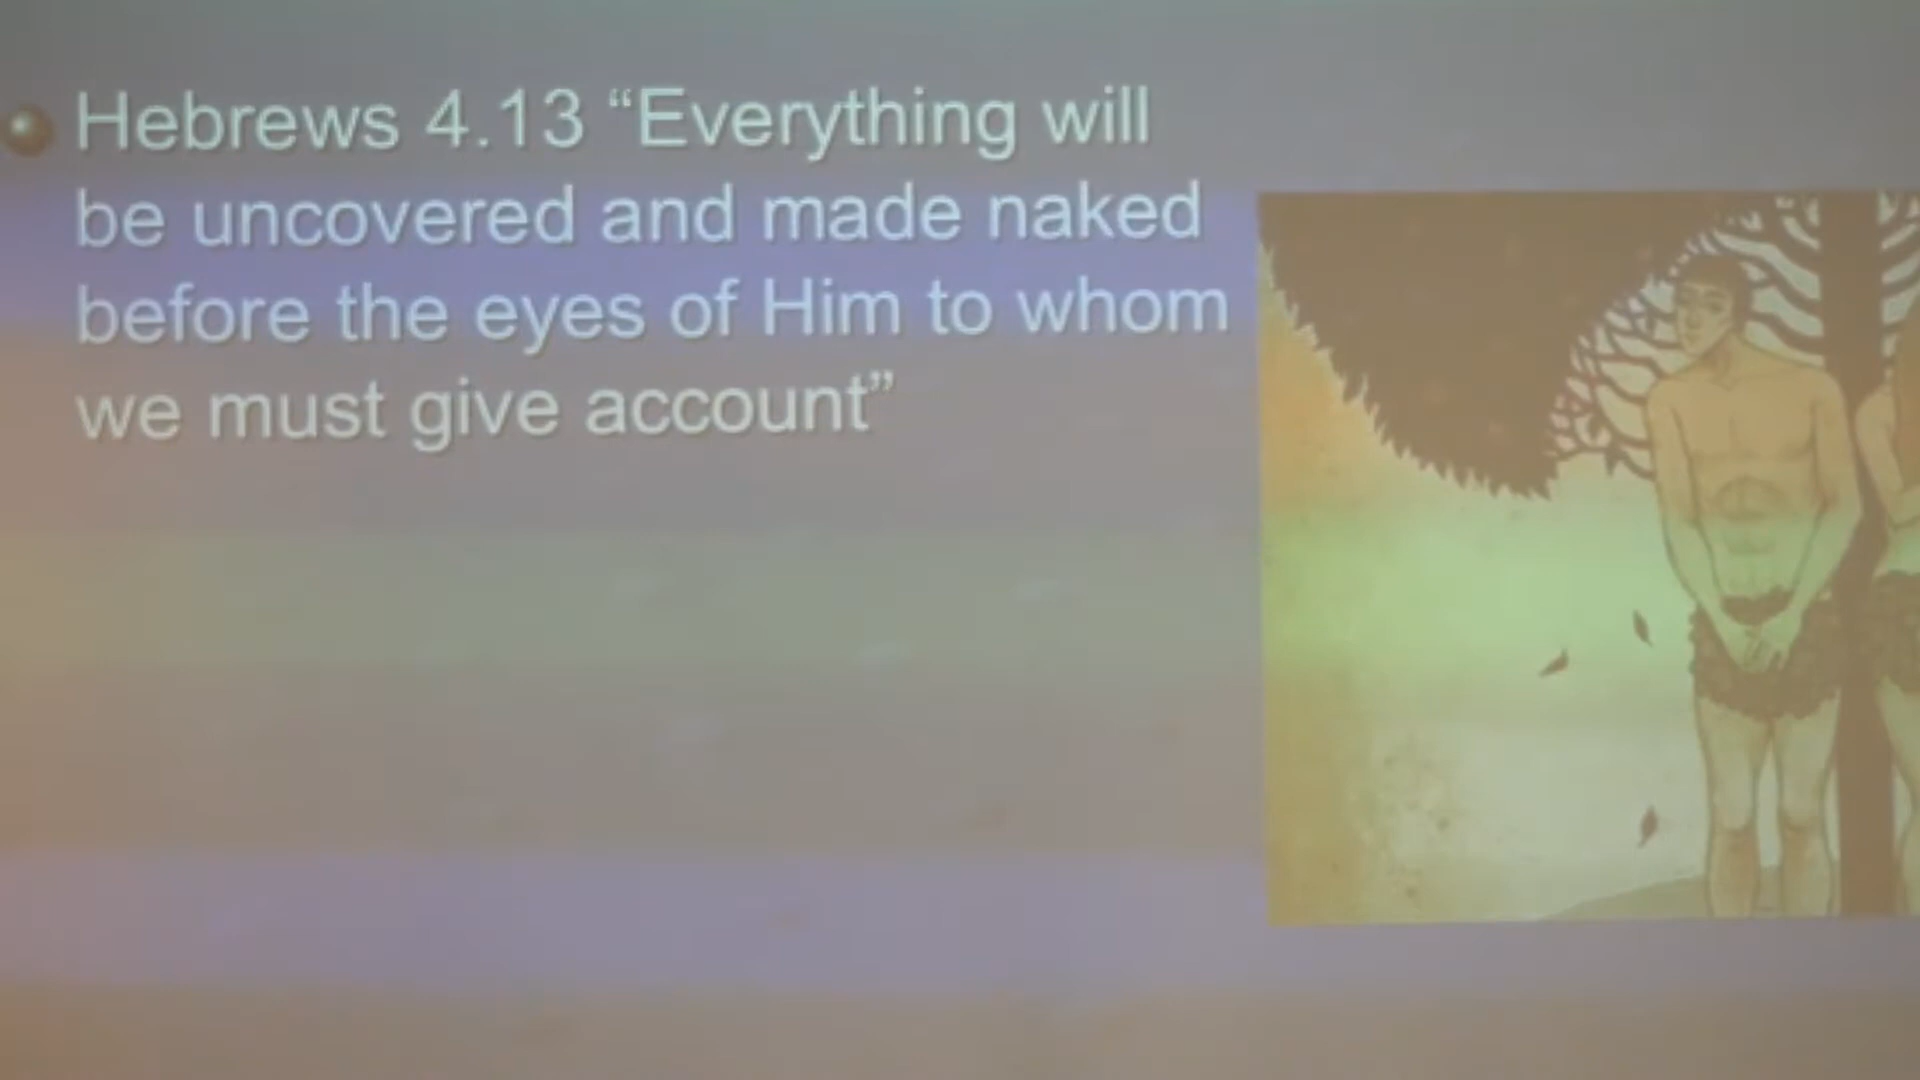 Hebrews 4.13 “Everything will
be uncovered and made naked
before the eyes of Him to whom
we must give account”